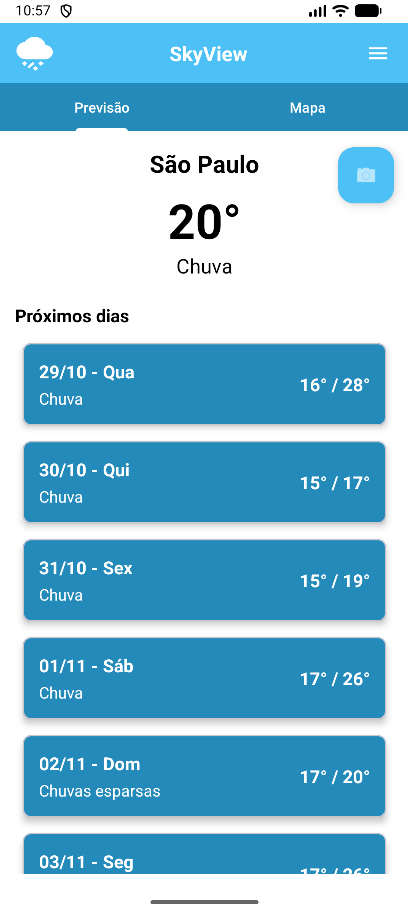 10:57
SkyView
Previsão
Mapa
São Paulo
20°
Chuva
Próximos dias
29/10 - Qua
Chuva
16° / 28°
30/10 - Qui
Chuva
15° / 17°
31/10 - Sex
Chuva
15° / 19°
01/11 - Sáb
Chuva
17° / 26°
02/11 - Dom
Chuvas esparsas
17° / 20°
03/11 - Seg
17° / 26°